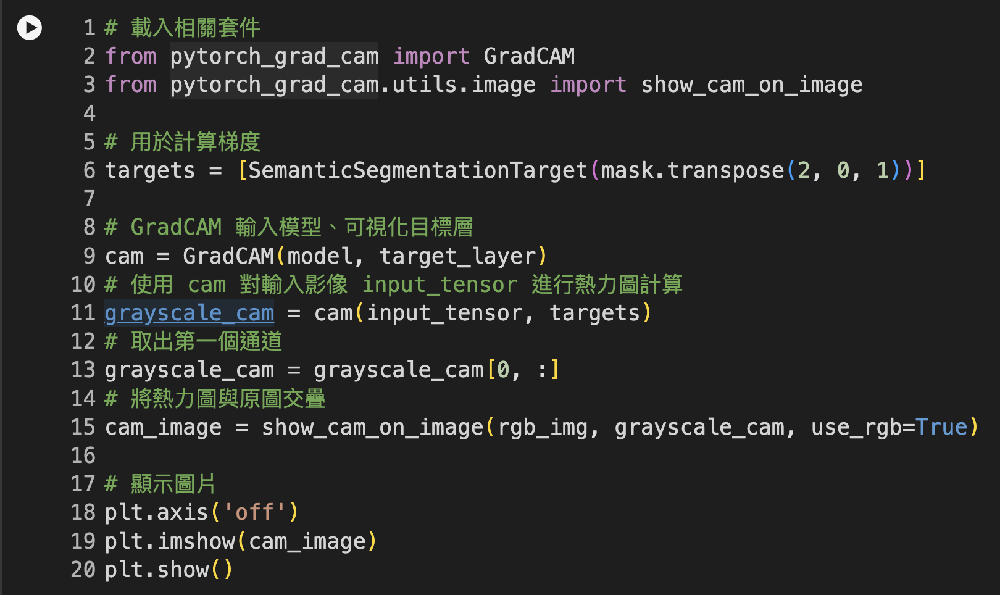 1 # 載入相關套件
2 from pytorch_grad_cam import GradCAM
3 from pytorch_grad_cam.utils.image import show_cam_on_image
4
5 # 用於計算梯度
6 targets = [SemanticSegmentationTarget(mask.transpose(2, 0, 1))]
7
8 # GradCAM 輸入模型、可視化目標層
9 cam = GradCAM(model, target_layer)
10 # 使用 cam 對輸入影像 input_tensor 進行熱力圖計算
11 grayscale_cam = cam(input_tensor, targets)
12 # 取出第一個通道
13 grayscale_cam = grayscale_cam[0, :]
14 # 將熱力圖與原圖交疊
15 cam_image = show_cam_on_image(rgb_img, grayscale_cam, use_rgb=True)
16
17 # 顯示圖片
18 plt.axis('off')
19 plt.imshow(cam_image)
20 plt.show()